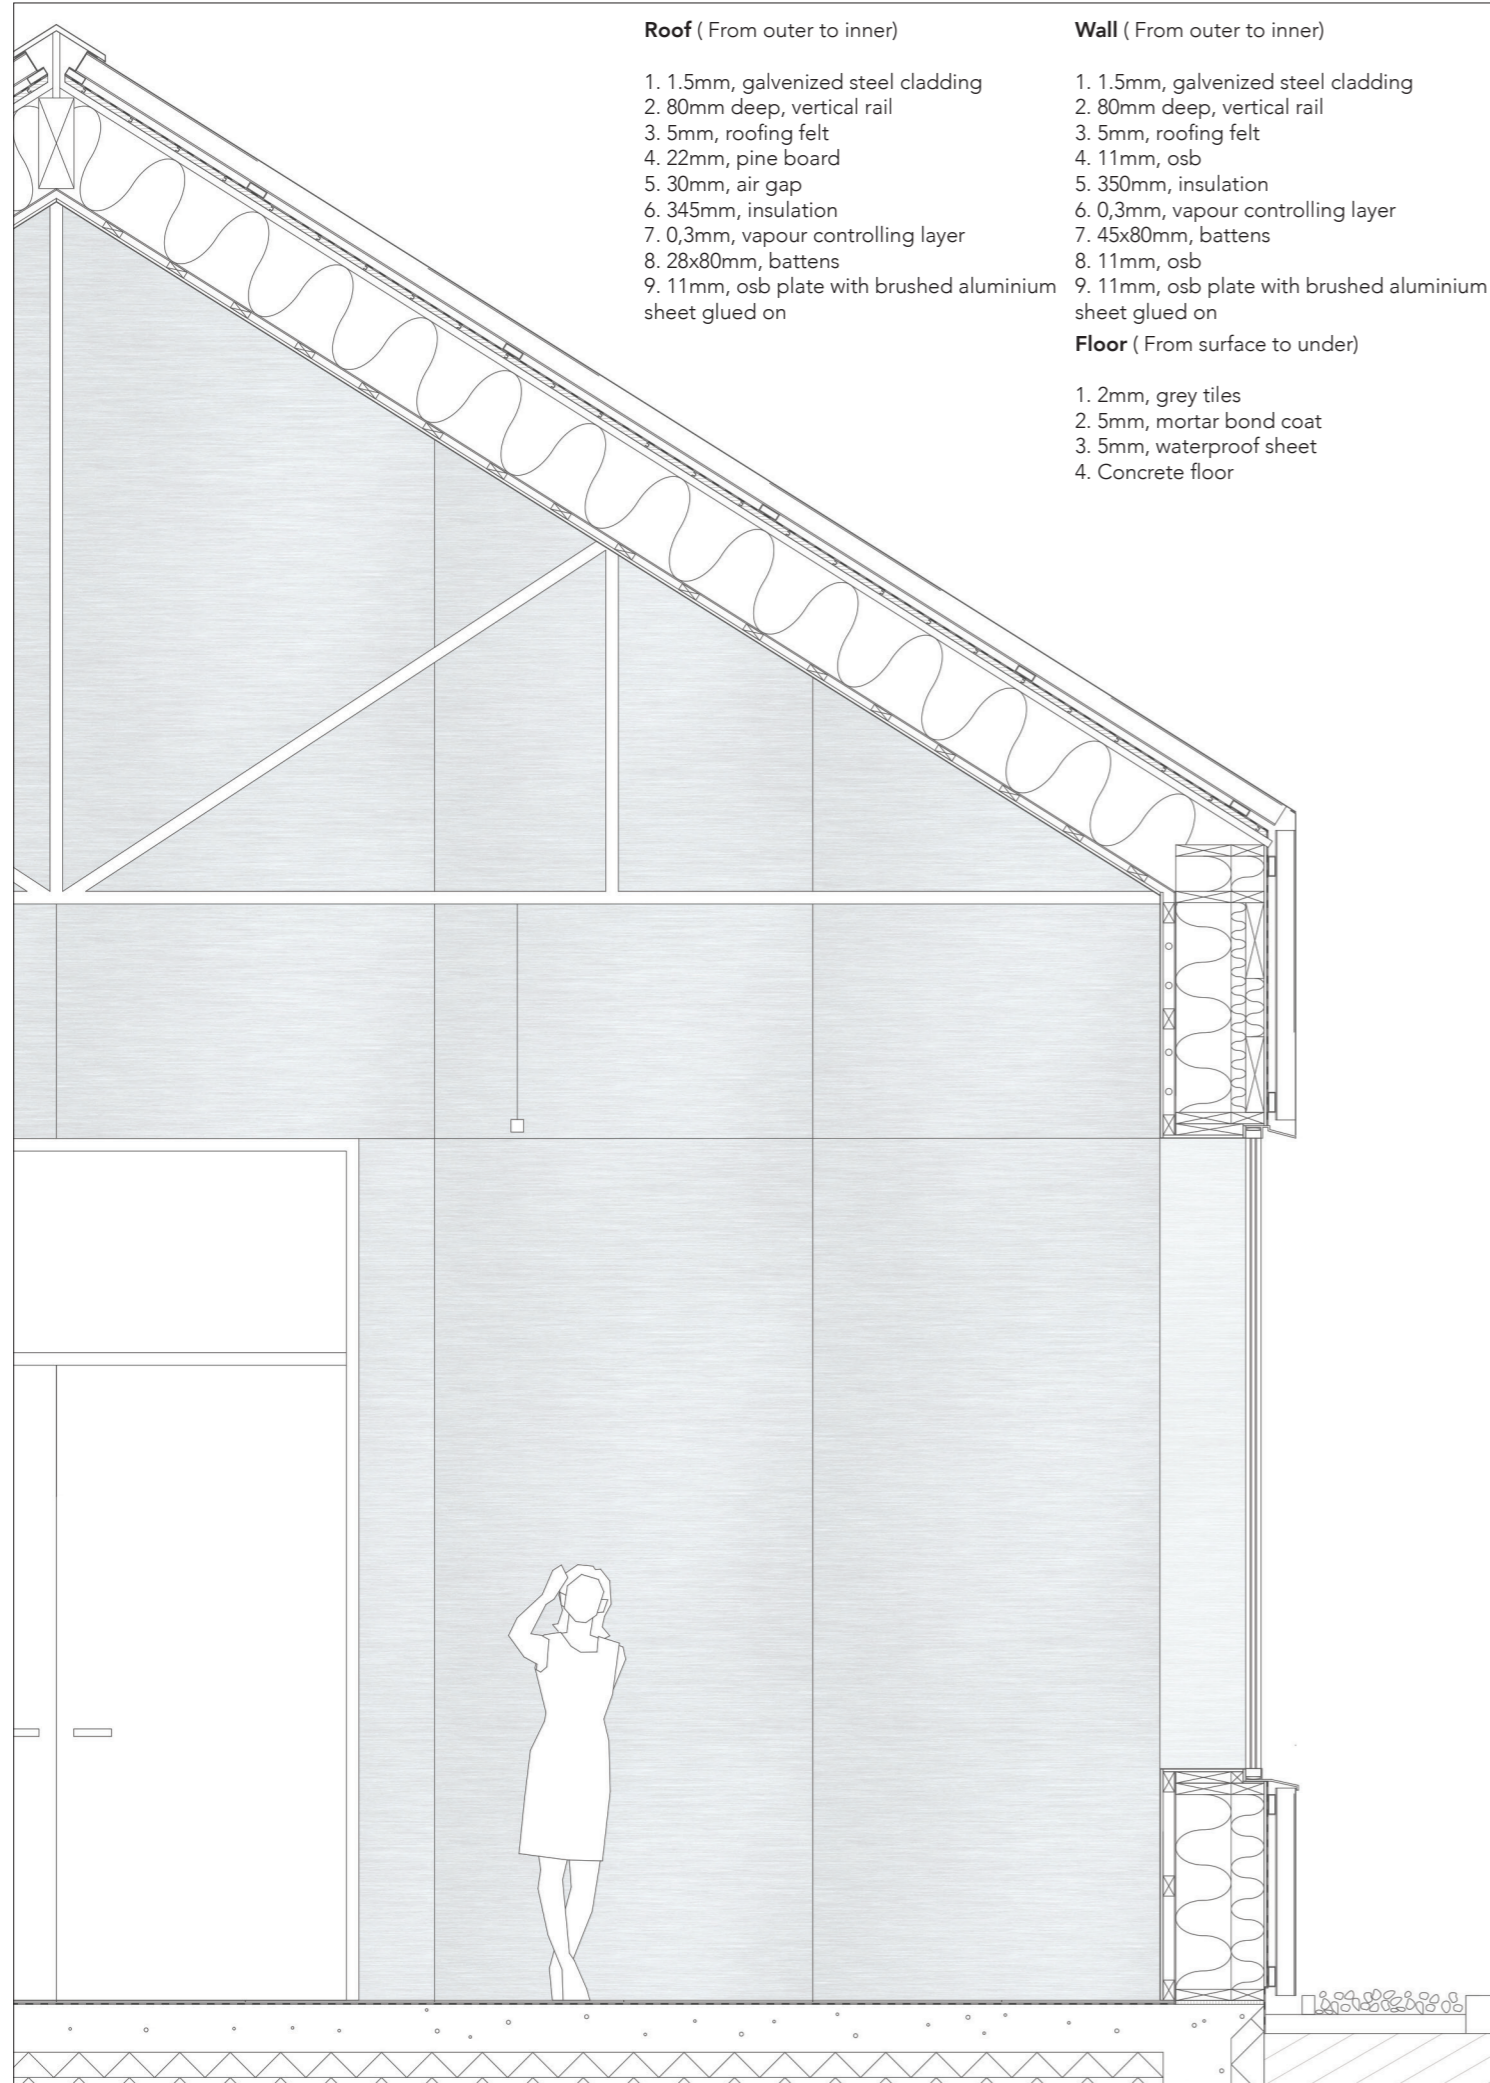 Roof ( From outer to inner)
1. 1.5mm, galvenized steel cladding
2. 80mm deep, vertical rail
3. 5mm, roofing felt
4. 22mm, pine board
5. 30mm, air gap
6. 345mm, insulation
7. 0,3mm, vapour controlling layer
8. 28x80mm, battens
9. 11mm, osb plate with brushed aluminium
sheet glued on
Wall ( From outer to inner)
1. 1.5mm, galvenized steel cladding
2. 80mm deep, vertical rail
3. 5mm, roofing felt
4. 11mm, osb
5. 350mm, insulation
6. 0,3mm, vapour controlling layer
7. 45x80mm, battens
8. 11mm, osb
9. 11mm, osb plate with brushed aluminium
sheet glued on
Floor ( From surface to under)
1. 2mm, grey tiles
2. 5mm, mortar bond coat
3. 5mm, waterproof sheet
4. Concrete floor